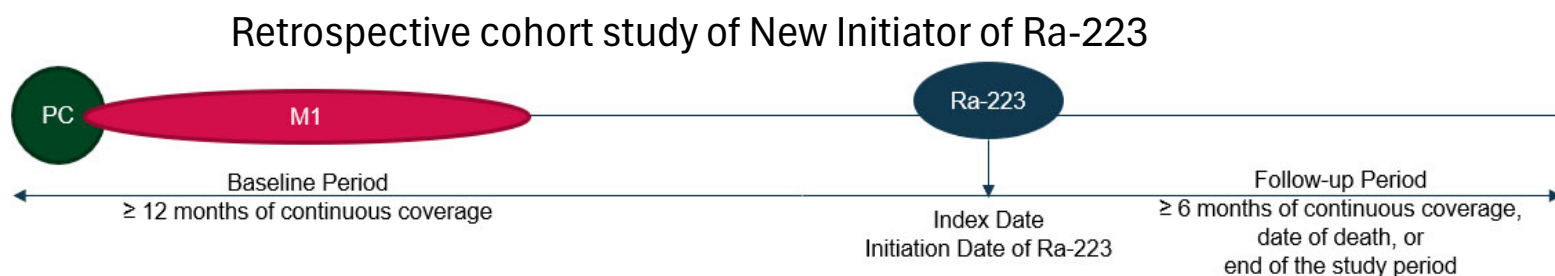 Retrospective cohort study of New Initiator of Ra-223
PC
M1
Ra-223
Baseline Period
≥ 12 months of continuous coverage
Index Date
Initiation Date of Ra-223
Follow-up Period
≥ 6 months of continuous coverage,
date of death, or
end of the study period